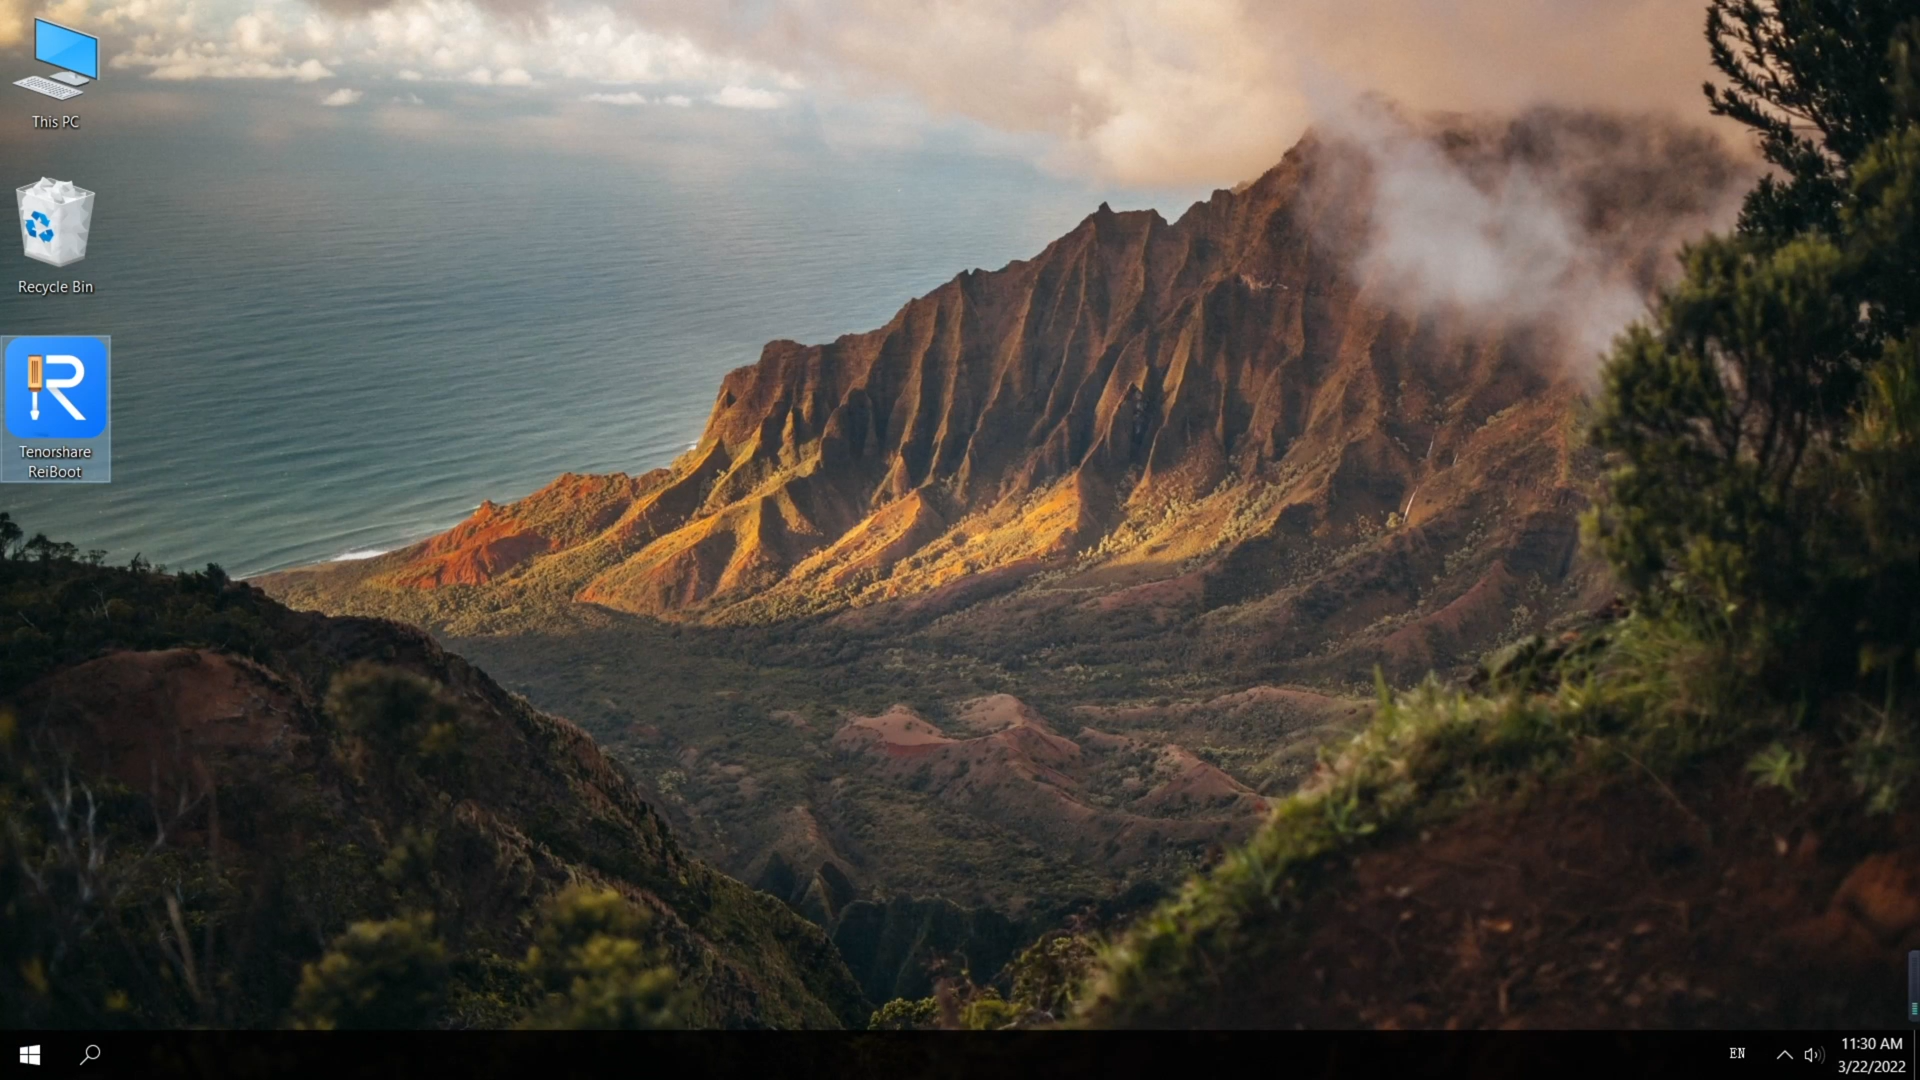 This PC
Recycle Bin
Tenorshare
ReiBoot
EN
11:30 AM
3/22/2022